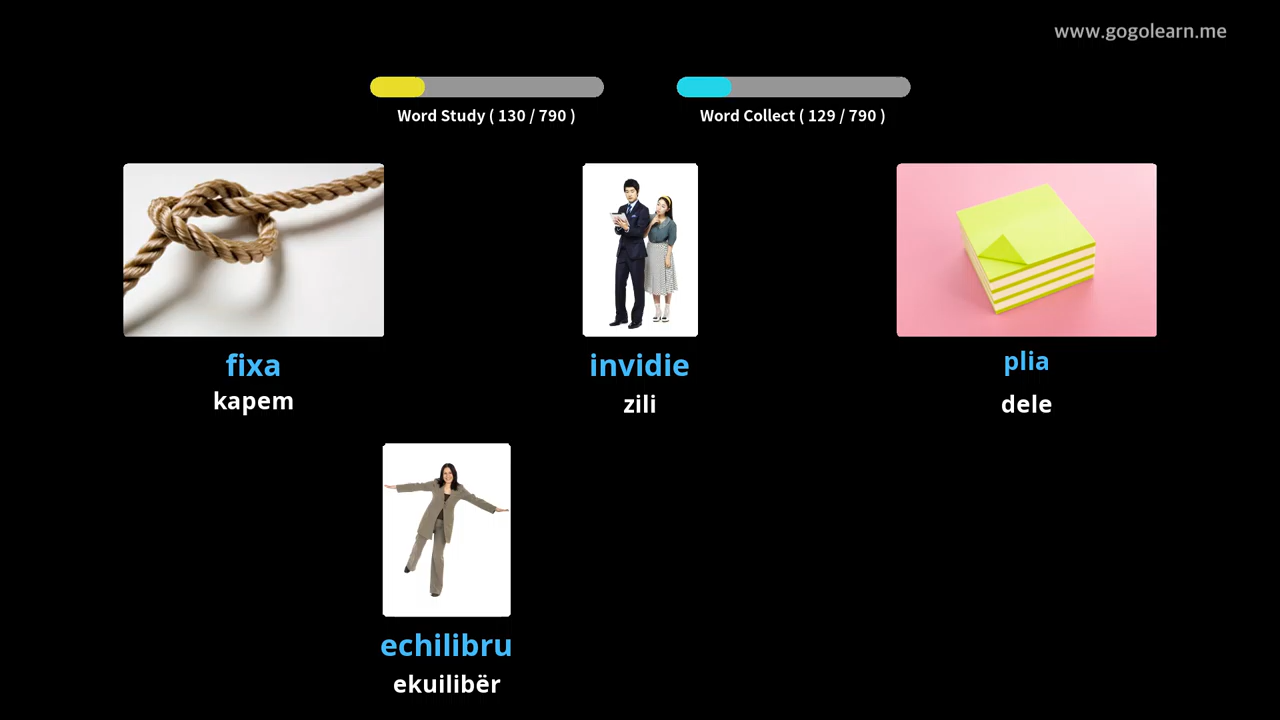 www.gogolearn.me
Word Study ( 130 / 790 )
Word Collect ( 129 / 790 )
fixa
kapem
invidie
zili
plia
dele
echilibru
ekuilibër